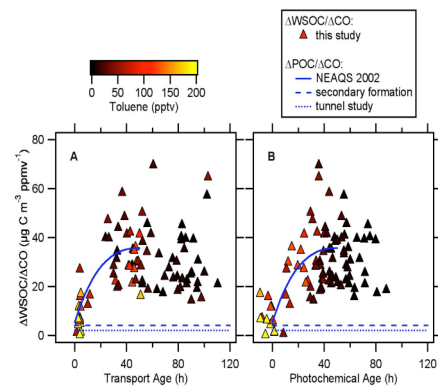 ΔWSOC/ΔCO:
this study
ΔPOC/ΔCO:
NEAQS 2002
secondary formation
tunnel study
0 50 100 150 200
Toluene (pptv)
A
B
80
60
40
20
0
ΔWSOC/ΔCO (µg C m⁻³ ppmv⁻¹)
0 40 80 120
0 40 80 120
Transport Age (h)
Photochemical Age (h)